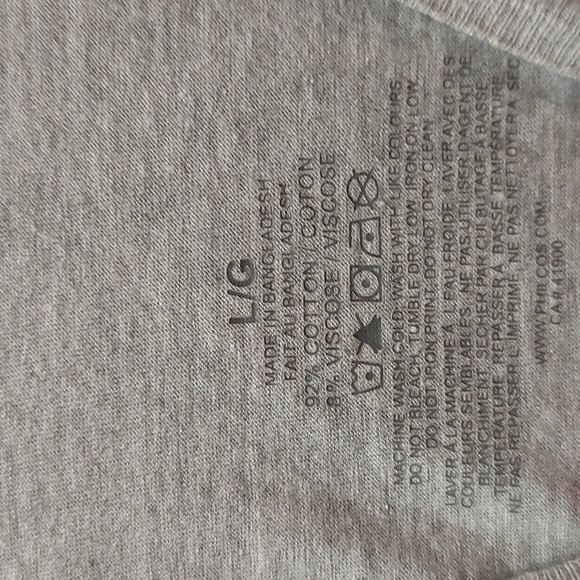 L/G
MADE IN BANGLADESH
FAIT AU BANGLADESH
92% COTTON / COTON
8% VISCOSE / VISCOSE
MACHINE WASH COLD. WASH WITH LIKE COLOURS.
DO NOT BLEACH. TUMBLE DRY LOW. IRON ON LOW.
DO NOT IRON PRINT. DO NOT DRY CLEAN
LAVER À LA MACHINE À L'EAU FROIDE. LAVER AVEC DES
COULEURS SEMBLABLES. NE PAS UTILISER D'AGENT DE
BLANCHIMENT. SÉCHER PAR CULBUTAGE À BASSE
TEMPÉRATURE. REPASSER À BASSE TEMPÉRATURE.
NE PAS REPASSER L'IMPRIMÉ. NE PAS NETTOYER À SEC
WWW.PHILCOS.COM
CA# 41900